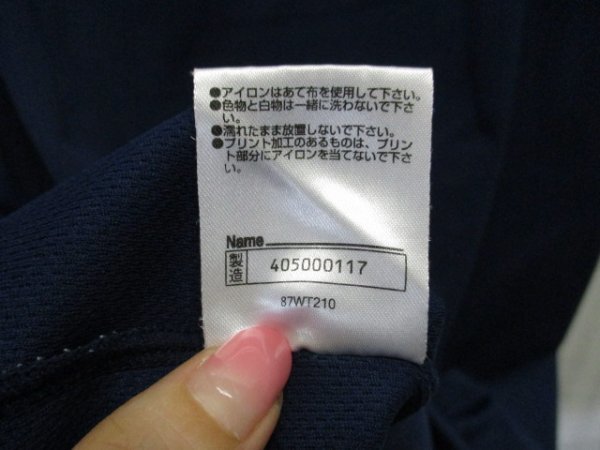 ●アイロンはあて布を使用して下さい。
●色物と白物は一緒に洗わないで下さい。
●濡れたまま放置しないで下さい。
●プリント加工のあるものは、プリン
ト部分にアイロンを当てないで下さ
い。
Name
製造 405000117
87WT210